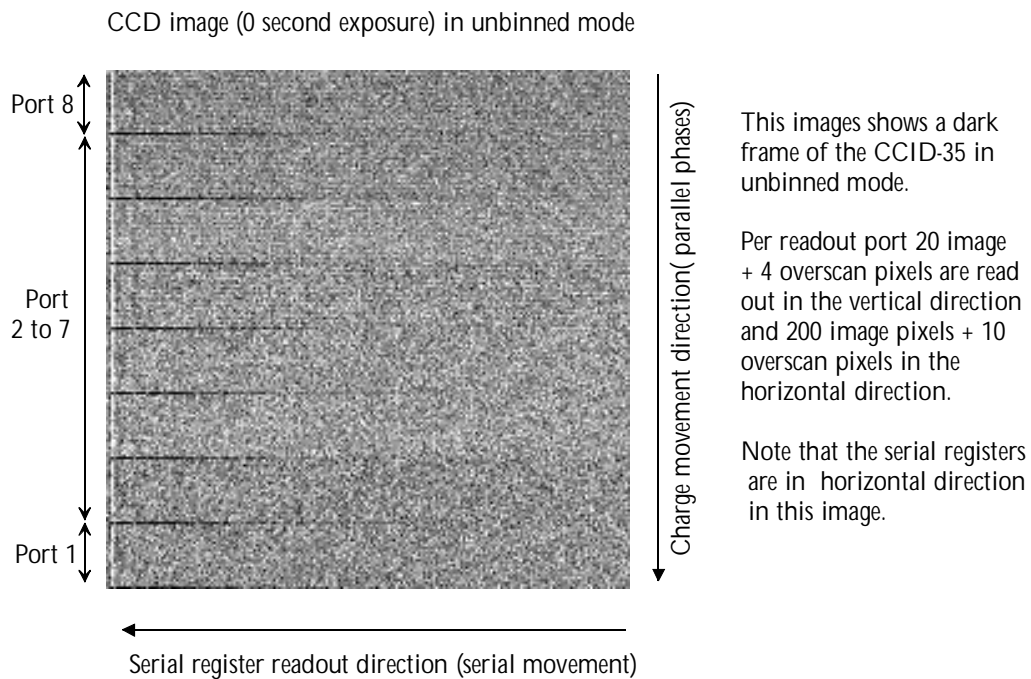 CCD image (0 second exposure) in unbinned mode
Port 8
Port
2 to 7
Port 1
Charge movement direction( parallel phases)
Serial register readout direction (serial movement)
This images shows a dark
frame of the CCID-35 in
unbinned mode.
Per readout port 20 image
+ 4 overscan pixels are read
out in the vertical direction
and 200 image pixels + 10
overscan pixels in the
horizontal direction.
Note that the serial registers
are in horizontal direction
in this image.